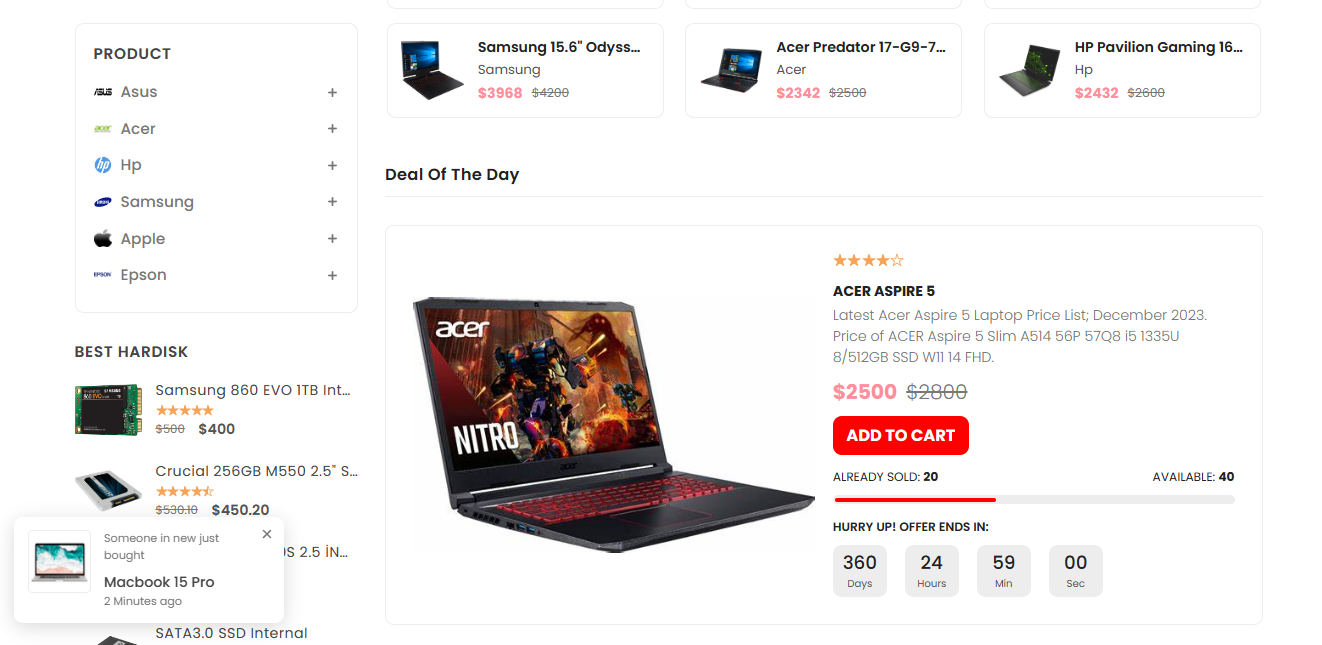 PRODUCT
ASUS Asus +
acer Acer +
hp Hp +
Samsung +
Apple +
EPSON Epson +
BEST HARDISK
Samsung 860 EVO 1TB Int...
$500 $400
Crucial 256GB M550 2.5" S...
$530.10 $450.20
OS 2.5 İN...
SATA3.0 SSD Internal
Someone in new just
bought
Macbook 15 Pro
2 Minutes ago
Samsung 15.6" Odyss...
Samsung
$3968 $4200
Acer Predator 17-G9-7...
Acer
$2342 $2500
HP Pavilion Gaming 16...
Hp
$2432 $2600
Deal Of The Day
acer
NITRO
acer
ACER ASPIRE 5
Latest Acer Aspire 5 Laptop Price List; December 2023.
Price of ACER Aspire 5 Slim A514 56P 57Q8 i5 1335U
8/512GB SSD W11 14 FHD.
$2500 $2800
ADD TO CART
ALREADY SOLD: 20 AVAILABLE: 40
HURRY UP! OFFER ENDS IN:
360 24 59 00
Days Hours Min Sec